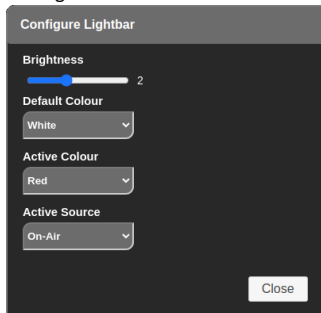 Configure Lightbar
Brightness
2
Default Colour
White
Active Colour
Red
Active Source
On-Air
Close